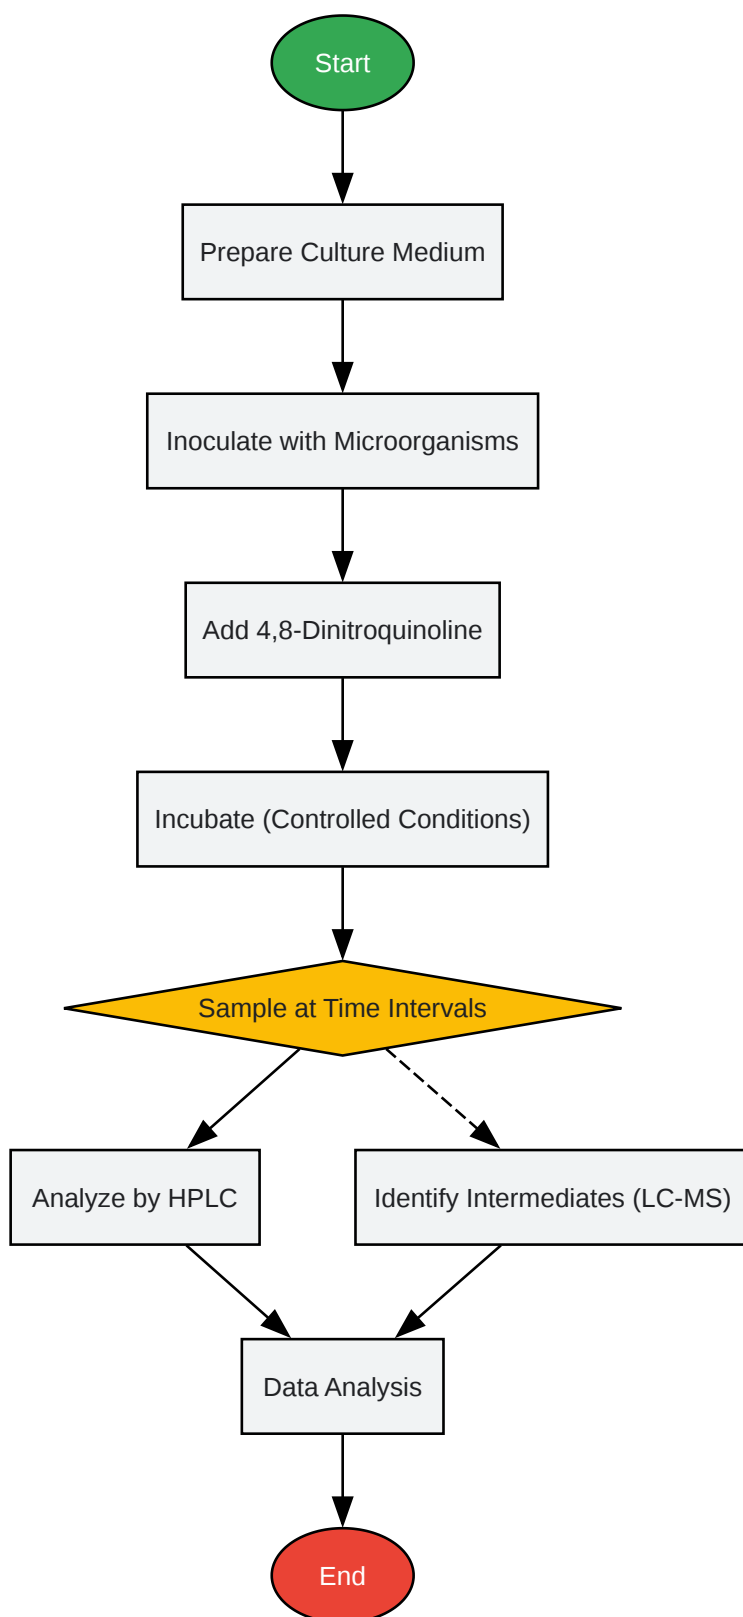 Start
Prepare Culture Medium
Inoculate with Microorganisms
Add 4,8-Dinitroquinoline
Incubate (Controlled Conditions)
Sample at Time Intervals
Analyze by HPLC
Identify Intermediates (LC-MS)
Data Analysis
End